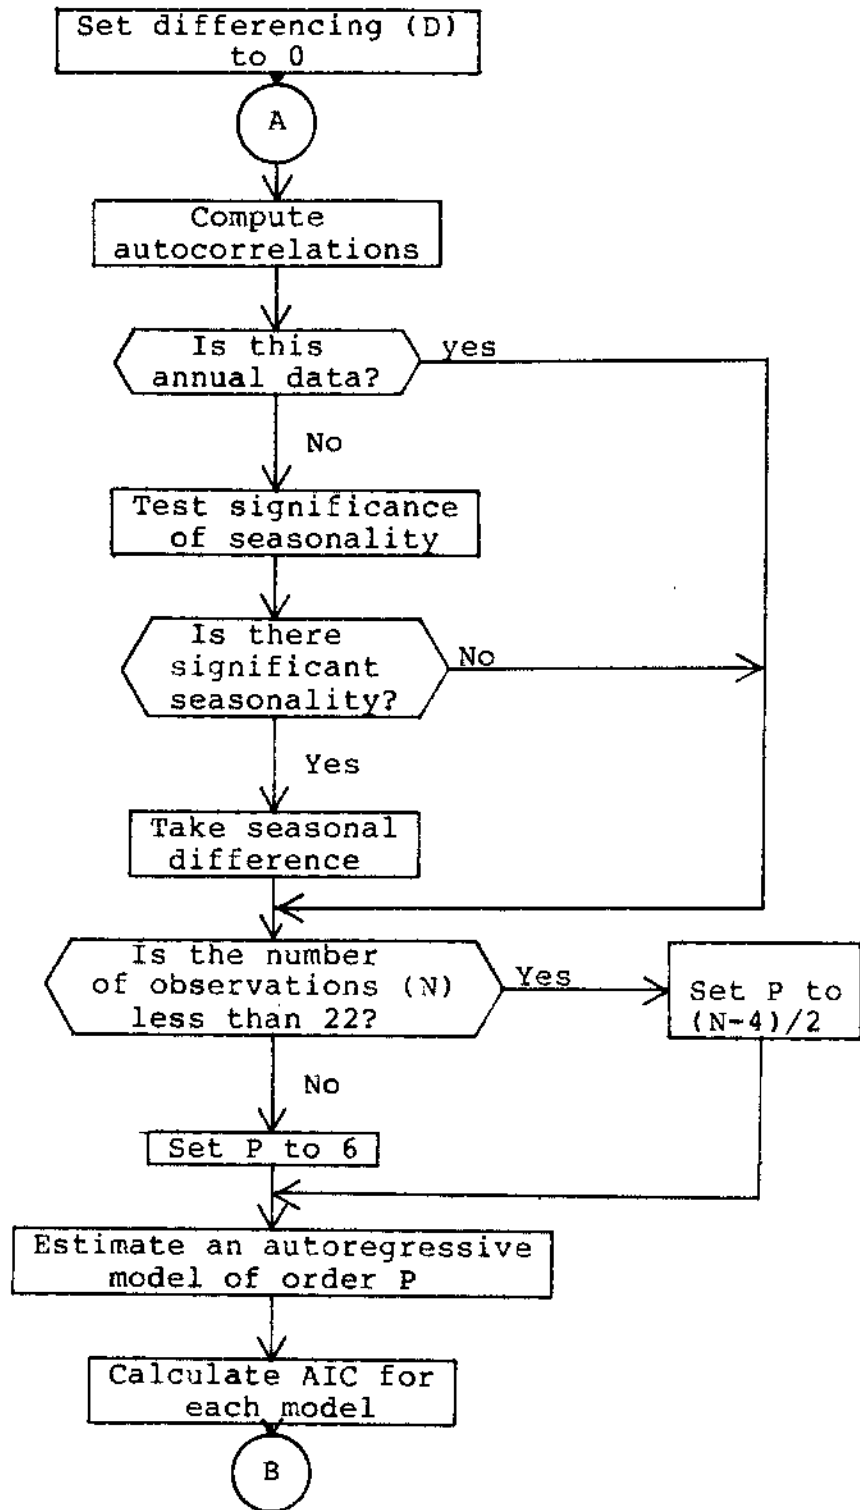 Set differencing (D)
to 0
A
Compute
autocorrelations
Is this
annual data?
yes
No
Test significance
of seasonality
Is there
significant
seasonality?
No
Yes
Take seasonal
difference
Is the number
of observations (N)
less than 22?
Yes
Set P to
(N-4)/2
No
Set P to 6
Estimate an autoregressive
model of order P
Calculate AIC for
each model
B